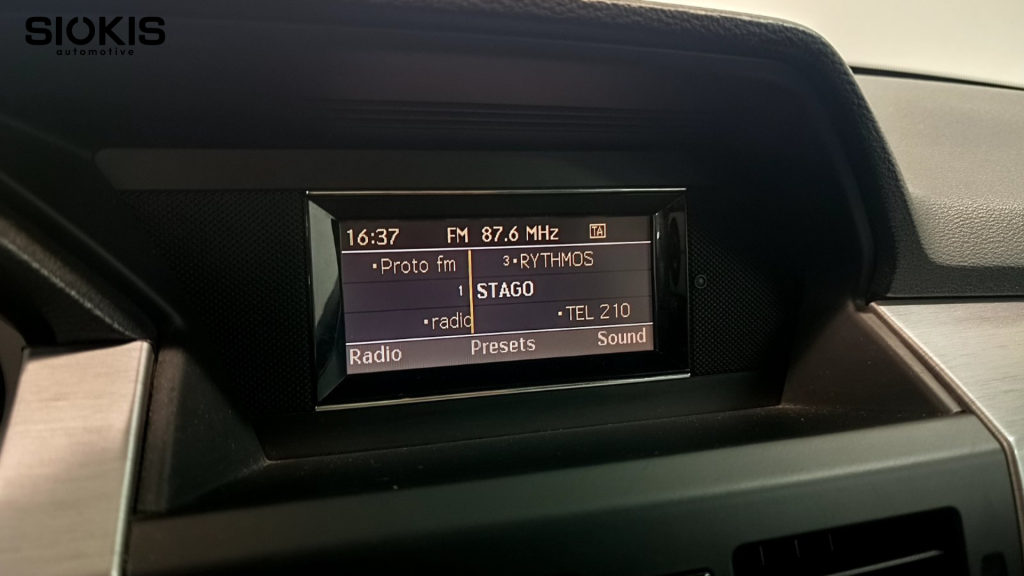 SIOKIS
automotive
16:37 FM 87.6 MHz TA
•Proto fm 3•RYTHMOS
1 STAGO
•radio •TEL 210
Radio Presets Sound